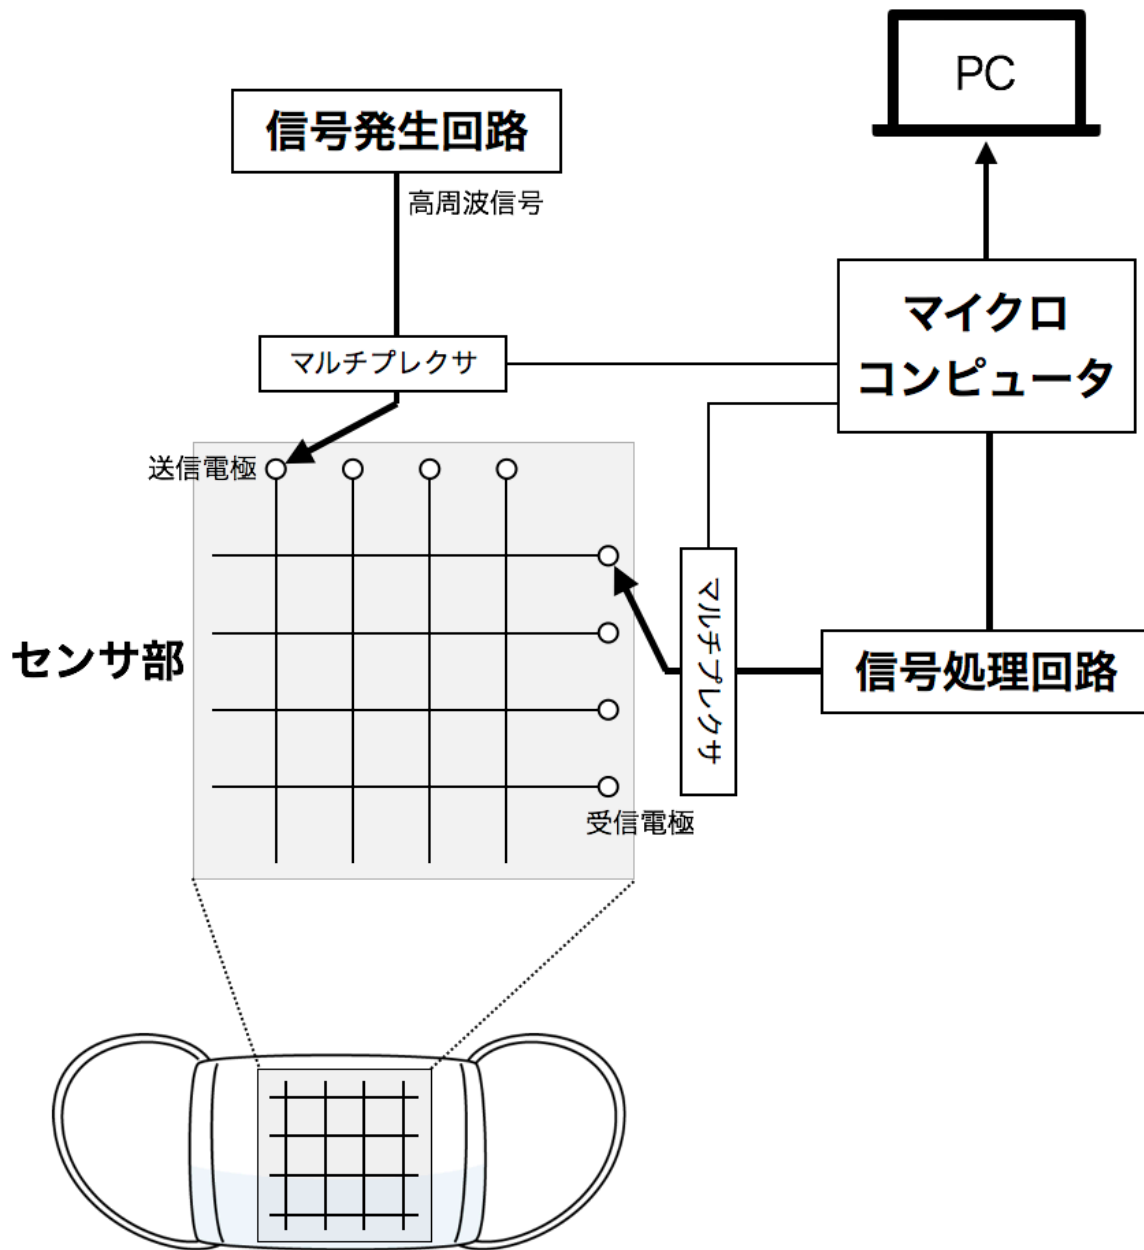 PC
信号発生回路
高周波信号
マルチプレクサ
マイクロ
コンピュータ
送信電極
マルチプレクサ
センサ部
信号処理回路
受信電極